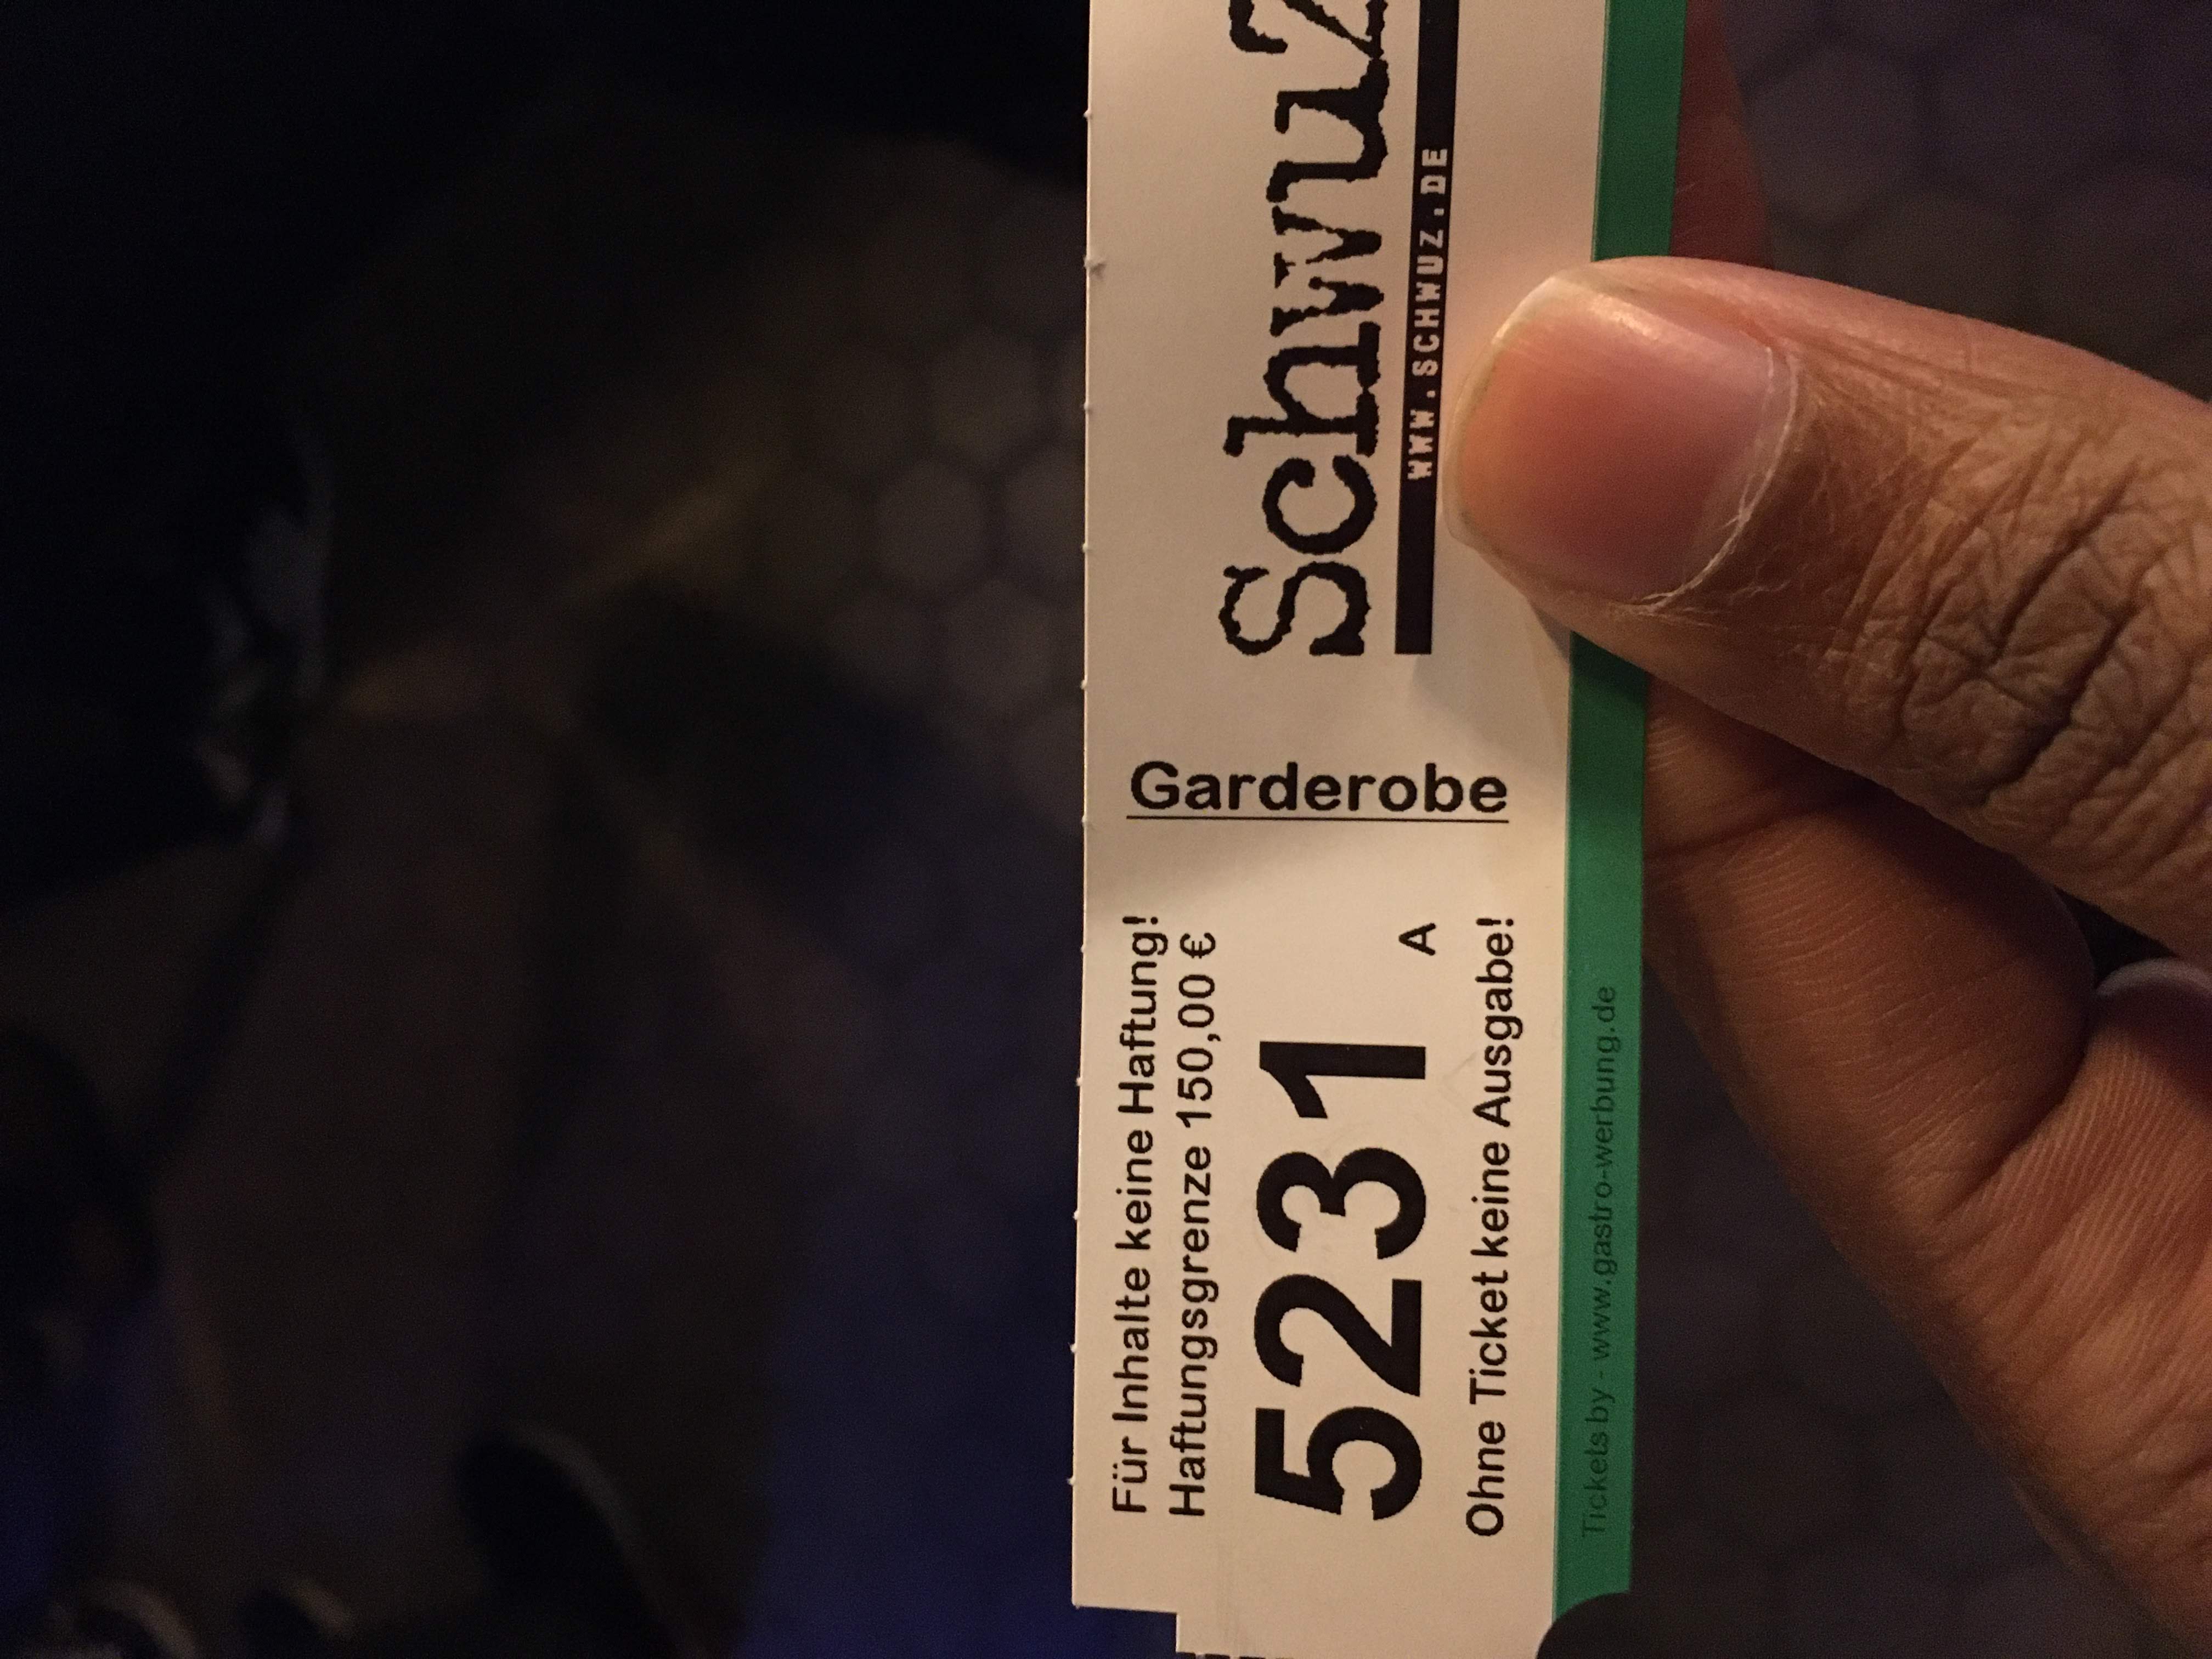 Für Inhalte keine Haftung!
Haftungsgrenze 150,00 €
5231 A
Ohne Ticket keine Ausgabe!
Tickets by - www.gastro-werbung.de
Garderobe
SchwuZ
WWW.SCHWUZ.DE